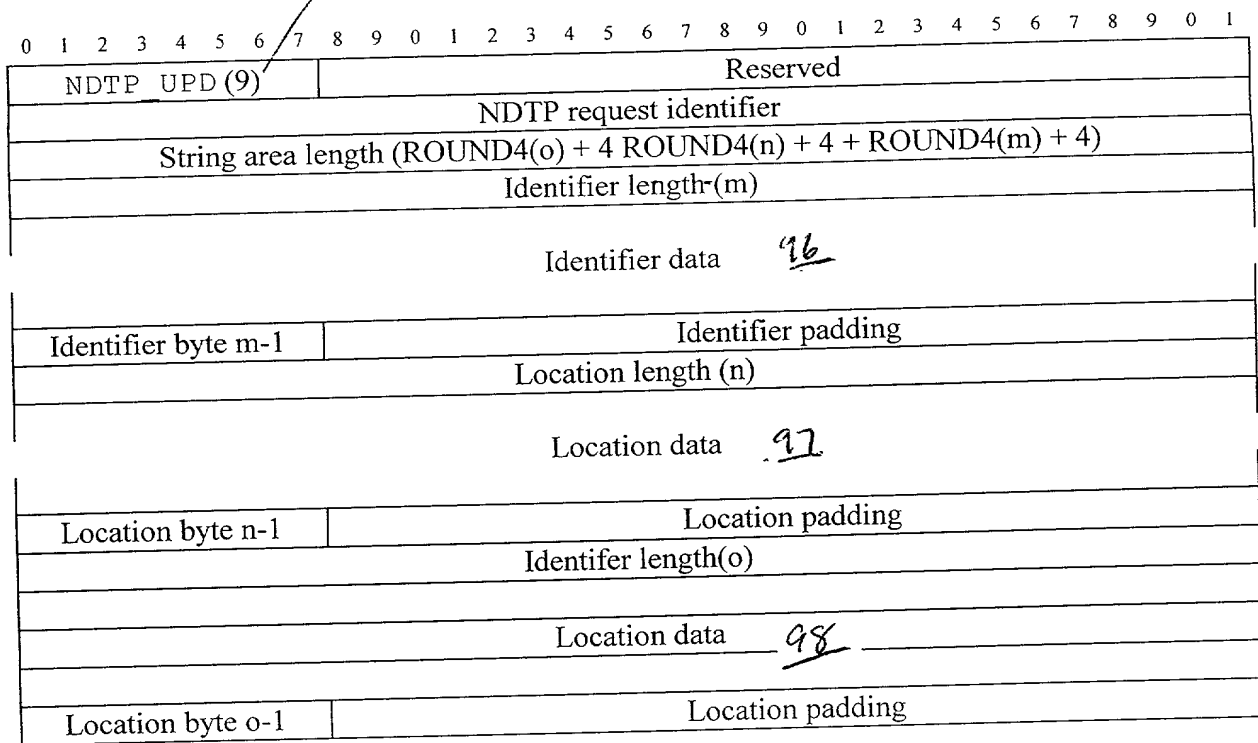 0 1 2 3 4 5 6 7 8 9 0 1 2 3 4 5 6 7 8 9 0 1 2 3 4 5 6 7 8 9 0 1
NDTP_UPD (9) Reserved
NDTP request identifier
String area length (ROUND4(o) + 4 ROUND4(n) + 4 + ROUND4(m) + 4)
Identifier length (m)
Identifier data 96
Identifier byte m-1 Identifier padding
Location length (n)
Location data 97
Location byte n-1 Location padding
Identifer length(o)
Location data 98
Location byte o-1 Location padding